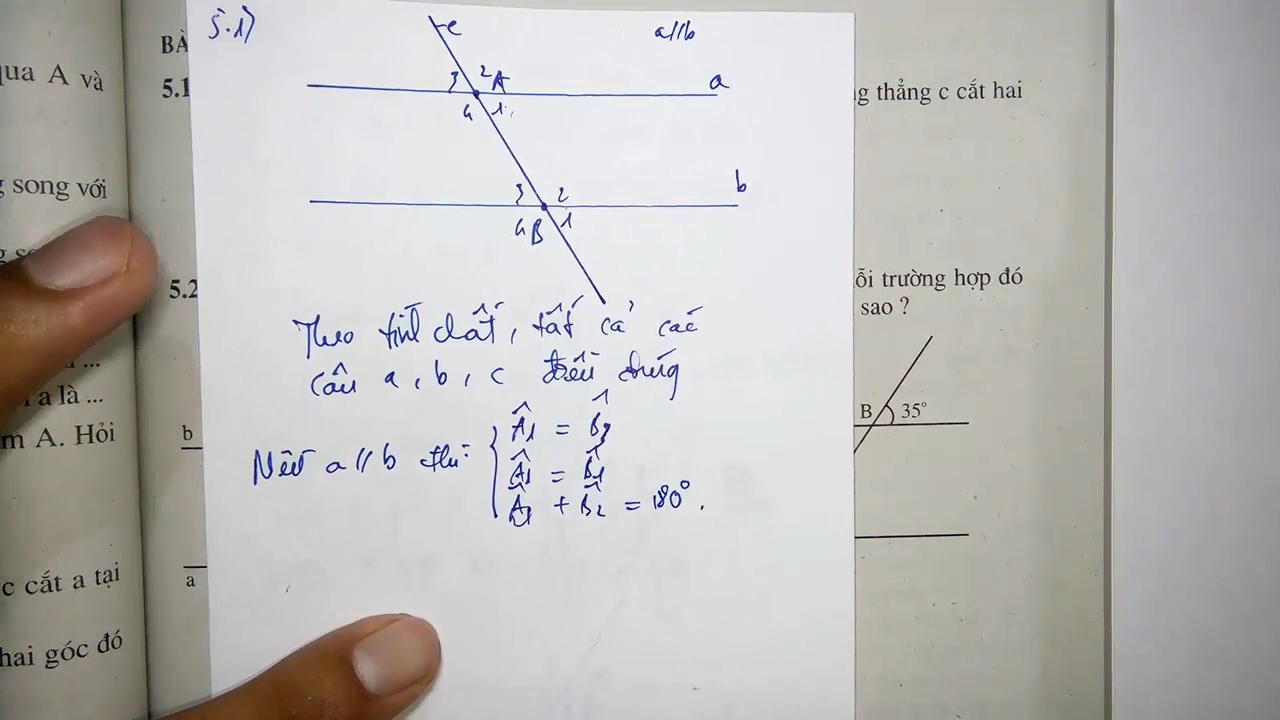 5.1)
c
a//b
qua A và
BÀ
5.1
3 2 A
a
4 1
g thẳng c cắt hai
g song với
b
3 2
4 B 1
5.2
ỗi trường hợp đó
sao ?
Theo tính chất, tất cả các
câu a, b, c đều đúng
a là ...
m A. Hỏi
b
B 35°
Nếu a // b thì:
Â1 = B̂3
Â1 = B̂1
Â1 + B̂2 = 180°.
c cắt a tại
a
hai góc đó